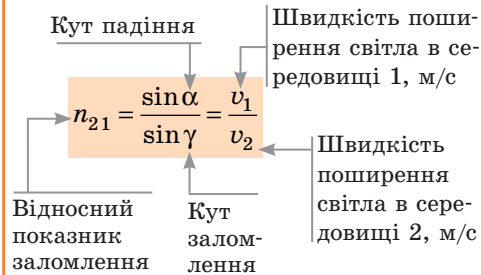 Кут падіння
Швидкість поши-
рення світла в се-
редовищі 1, м/с
n₂₁ = sin α / sin γ = v₁ / v₂
Швидкість
поширення
світла в сере-
довищі 2, м/с
Відносний
показник
заломлення
Кут
залом-
лення